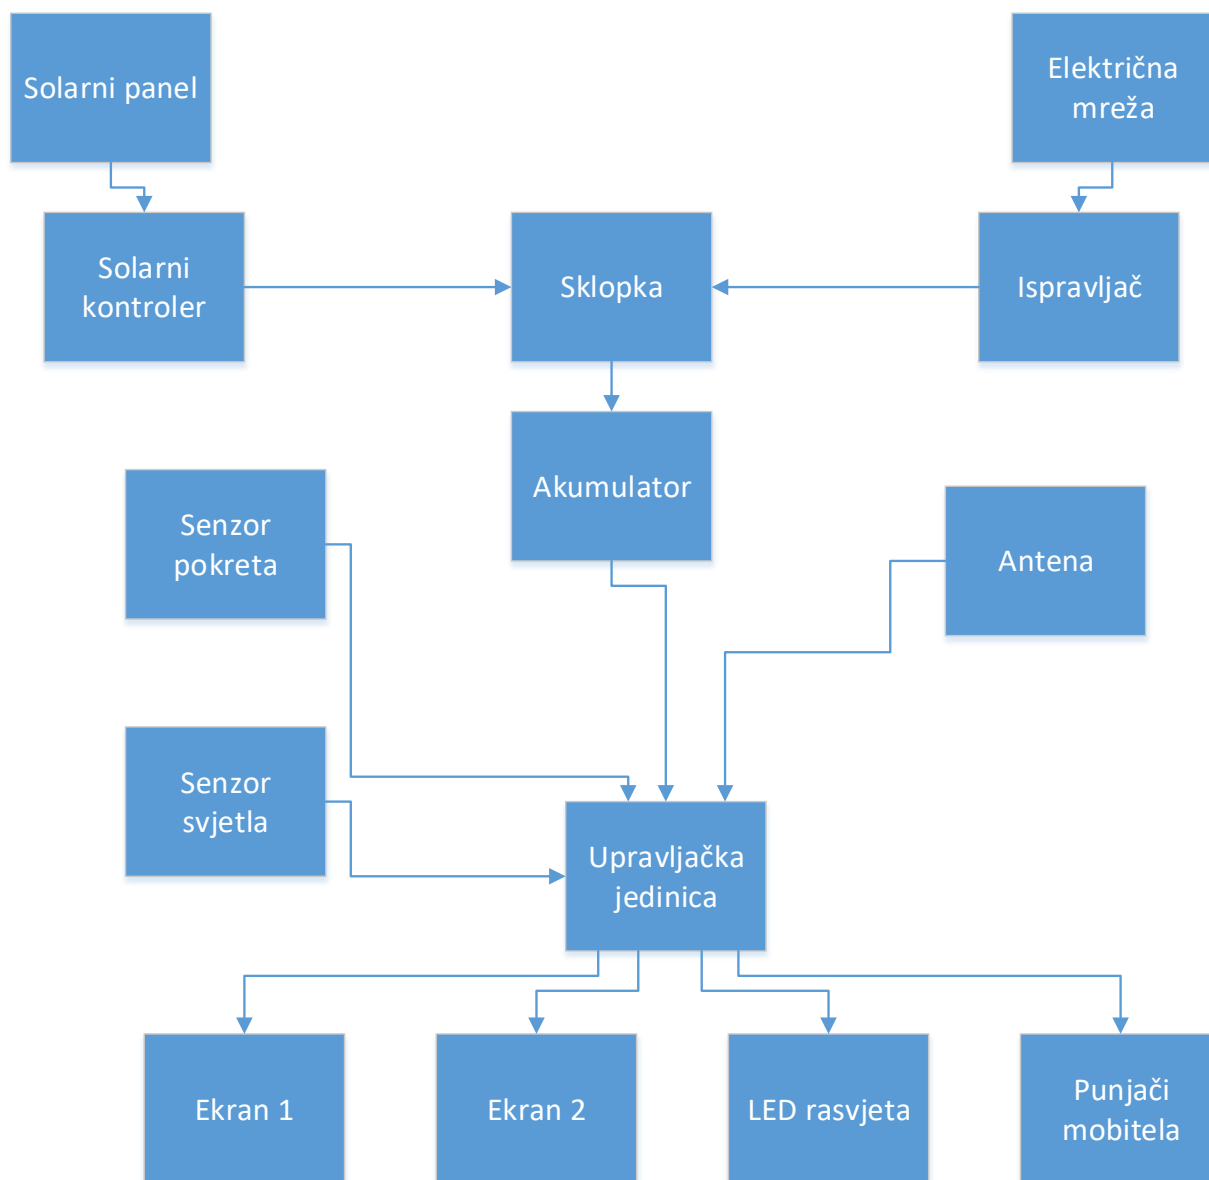 Solarni panel
Električna
mreža
Solarni
kontroler
Sklopka
Ispravljač
Akumulator
Senzor
pokreta
Antena
Senzor
svjetla
Upravljačka
jedinica
Ekran 1
Ekran 2
LED rasvjeta
Punjači
mobitela